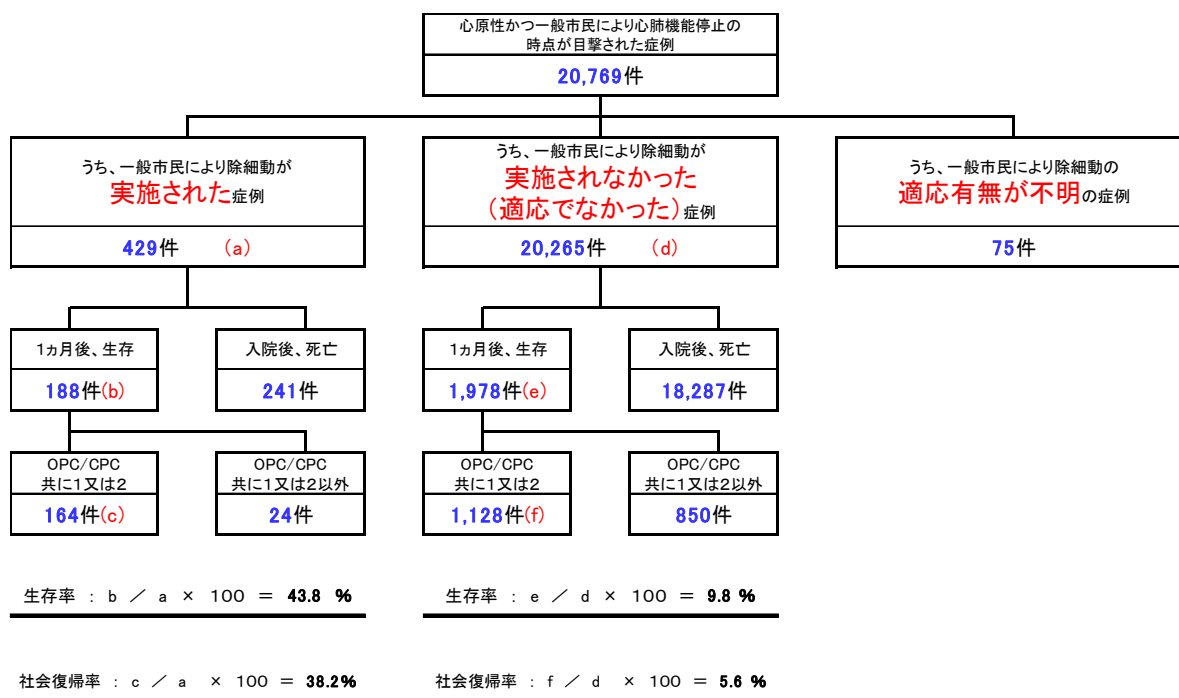 心原性かつ一般市民により心肺機能停止の
時点が目撃された症例
20,769件
うち、一般市民により除細動が
実施された症例
429件 (a)
うち、一般市民により除細動が
実施されなかった
(適応でなかった)症例
20,265件 (d)
うち、一般市民により除細動の
適応有無が不明の症例
75件
1ヵ月後、生存
188件(b)
入院後、死亡
241件
1ヵ月後、生存
1,978件(e)
入院後、死亡
18,287件
OPC/CPC
共に1又は2
164件(c)
OPC/CPC
共に1又は2以外
24件
OPC/CPC
共に1又は2
1,128件(f)
OPC/CPC
共に1又は2以外
850件
生存率 : b / a × 100 = 43.8 %
生存率 : e / d × 100 = 9.8 %
社会復帰率 : c / a × 100 = 38.2%
社会復帰率 : f / d × 100 = 5.6 %